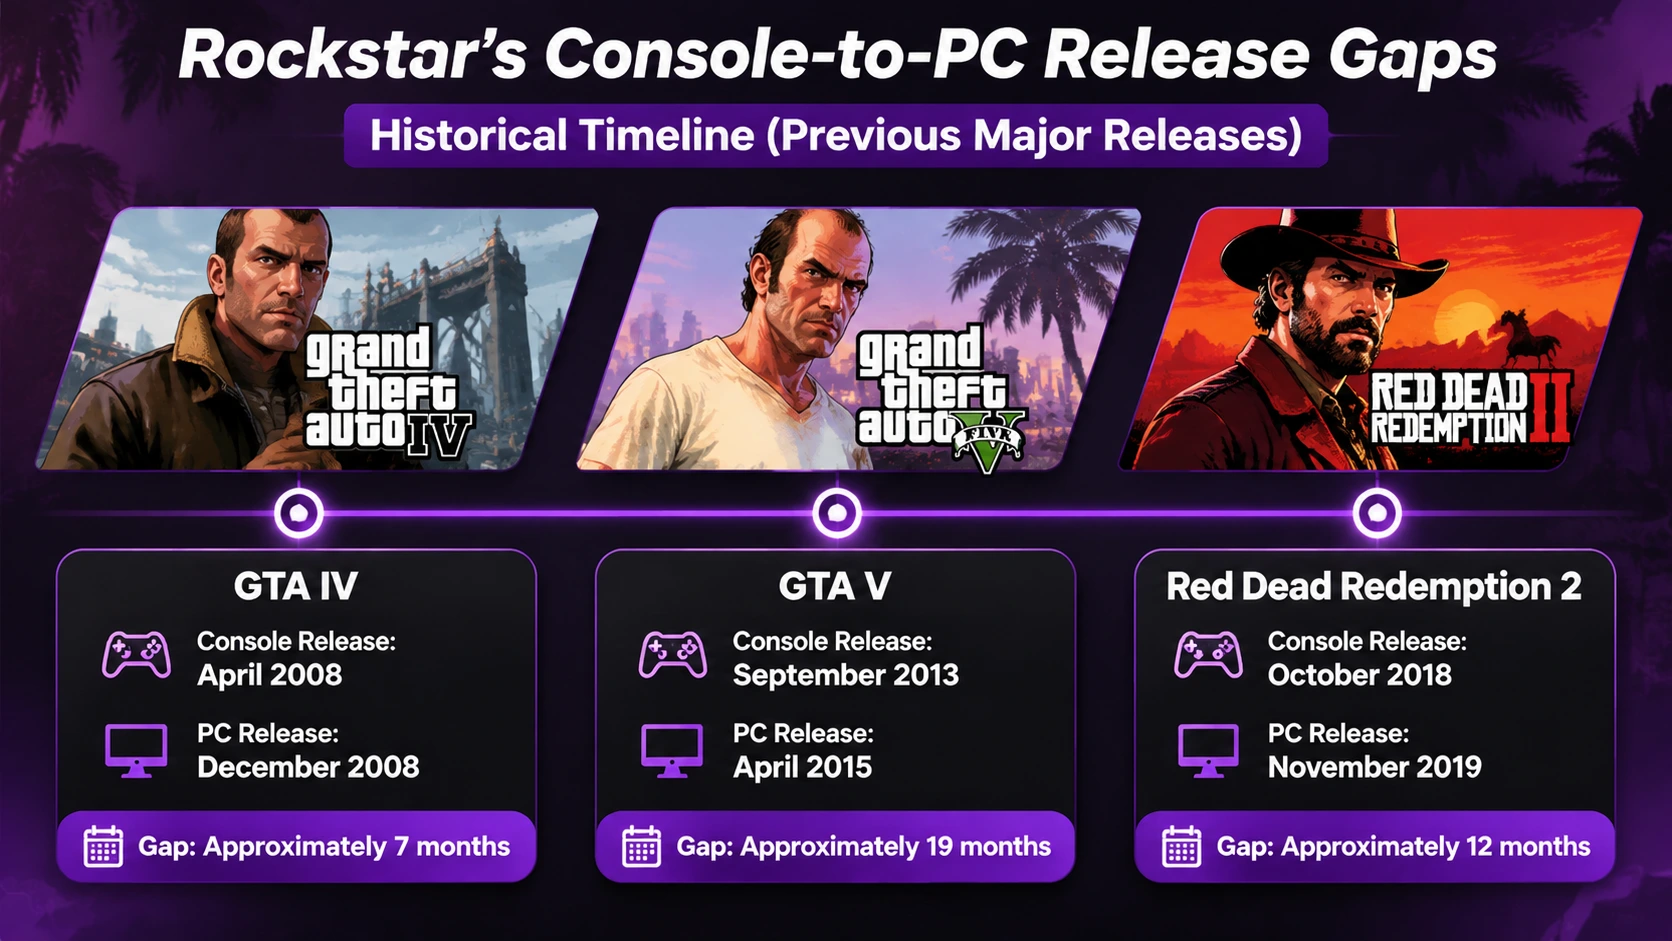 Rockstar's Console-to-PC Release Gaps
Historical Timeline (Previous Major Releases)
grand
theft
auto IV
grand
theft
auto V
FIVE
RED DEAD
REDEMPTION II
GTA IV
Console Release:
April 2008
PC Release:
December 2008
Gap: Approximately 7 months
GTA V
Console Release:
September 2013
PC Release:
April 2015
Gap: Approximately 19 months
Red Dead Redemption 2
Console Release:
October 2018
PC Release:
November 2019
Gap: Approximately 12 months